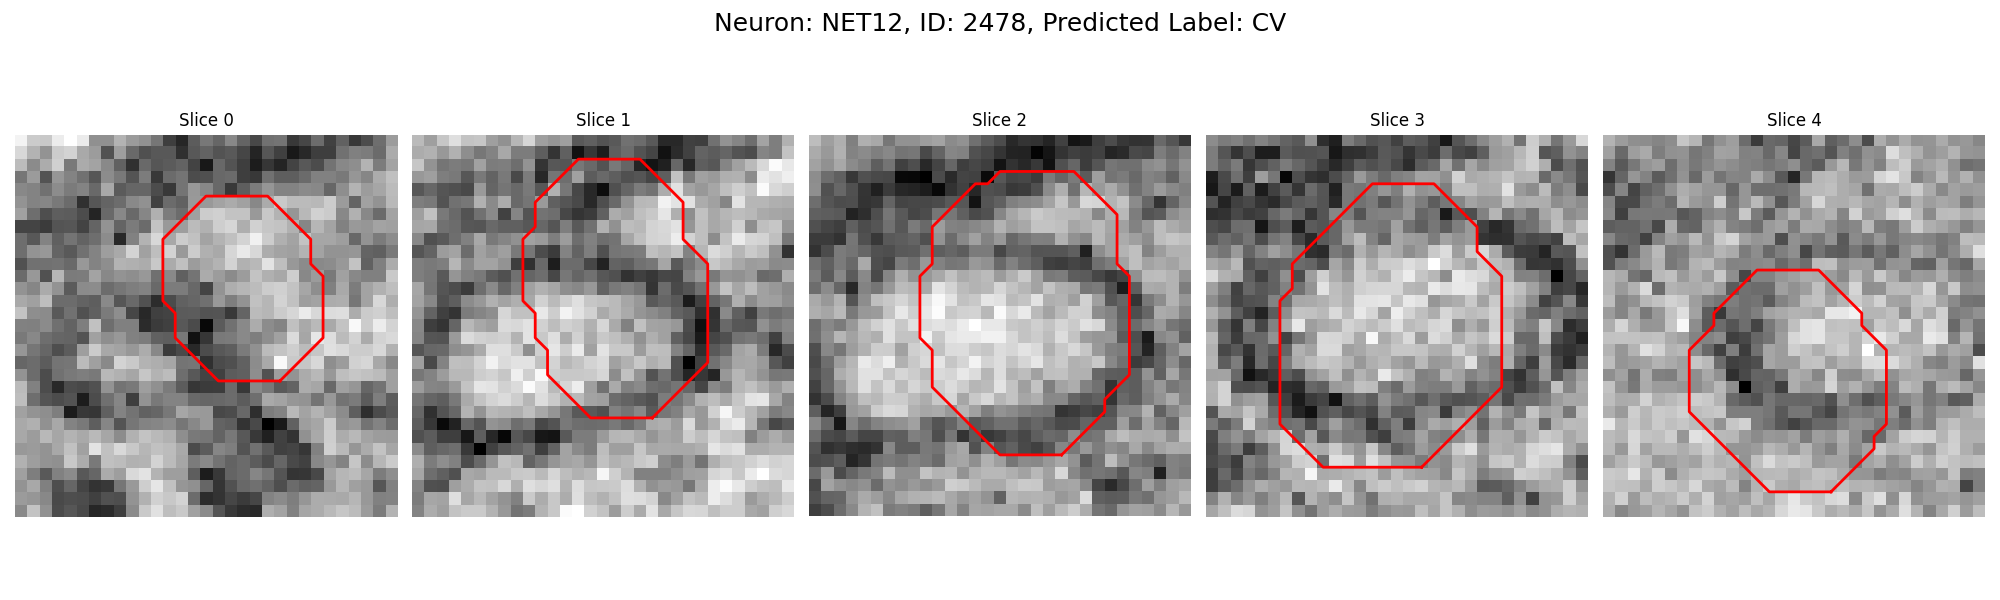 Neuron: NET12, ID: 2478, Predicted Label: CV
Slice 0
Slice 1
Slice 2
Slice 3
Slice 4